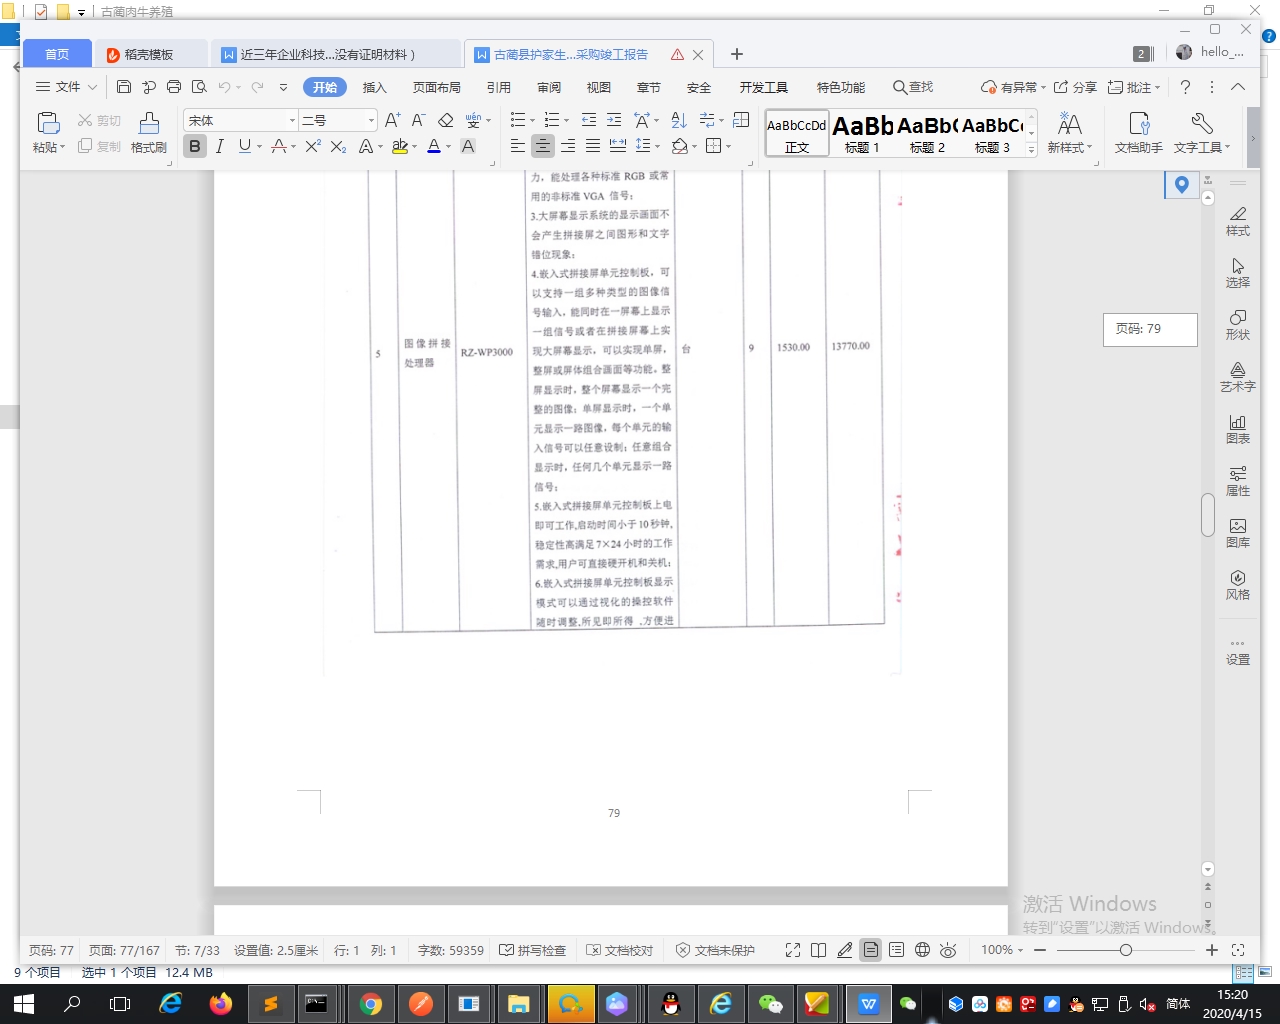 古蔺肉牛养殖
首页
稻壳模板
近三年企业科技...没有证明材料）
古蔺县护家生...采购竣工报告
2
hello_...
文件
开始
插入
页面布局
引用
审阅
视图
章节
安全
开发工具
特色功能
查找
有异常
分享
批注
粘贴
剪切
复制
格式刷
宋体
二号
AaBbCcDd
正文
AaBb
标题 1
AaBb(
标题 2
AaBbC
标题 3
新样式
文档助手
文字工具
力，能处理各种标准 RGB 或常
用的非标准VGA 信号；
3.大屏幕显示系统的显示画面不
会产生拼接屏之间图形和文字
错位现象；
4.嵌入式拼接屏单元控制板，可
以支持一组多种类型的图像信
号输入，能同时在一屏幕上显示
一组信号或者在拼接屏幕上实
现大屏幕显示，可以实现单屏，
整屏或屏体组合画面等功能。整
屏显示时，整个屏幕显示一个完
整的图像；单屏显示时，一个单
元显示一路图像，每个单元的输
入信号可以任意设制；任意组合
显示时，任何几个单元显示一路
信号；
5.嵌入式拼接屏单元控制板上电
即可工作,启动时间小于10秒钟,
稳定性高满足7×24小时的工作
需求,用户可直接硬开机和关机；
6.嵌入式拼接屏单元控制板显示
模式可以通过视化的操控软件
随时调整,所见即所得 ,方便进
5
图像拼接
处理器
RZ-WP3000
台
9
1530.00
13770.00
79
页码: 79
样式
选择
形状
艺术字
图表
属性
图库
风格
设置
激活 Windows
转到"设置"以激活 Windows。
页码: 77
页面: 77/167
节: 7/33
设置值: 2.5厘米
行: 1
列: 1
字数: 59359
拼写检查
文档校对
文档未保护
100%
9 个项目
选中 1 个项目
12.4 MB
简体
15:20
2020/4/15